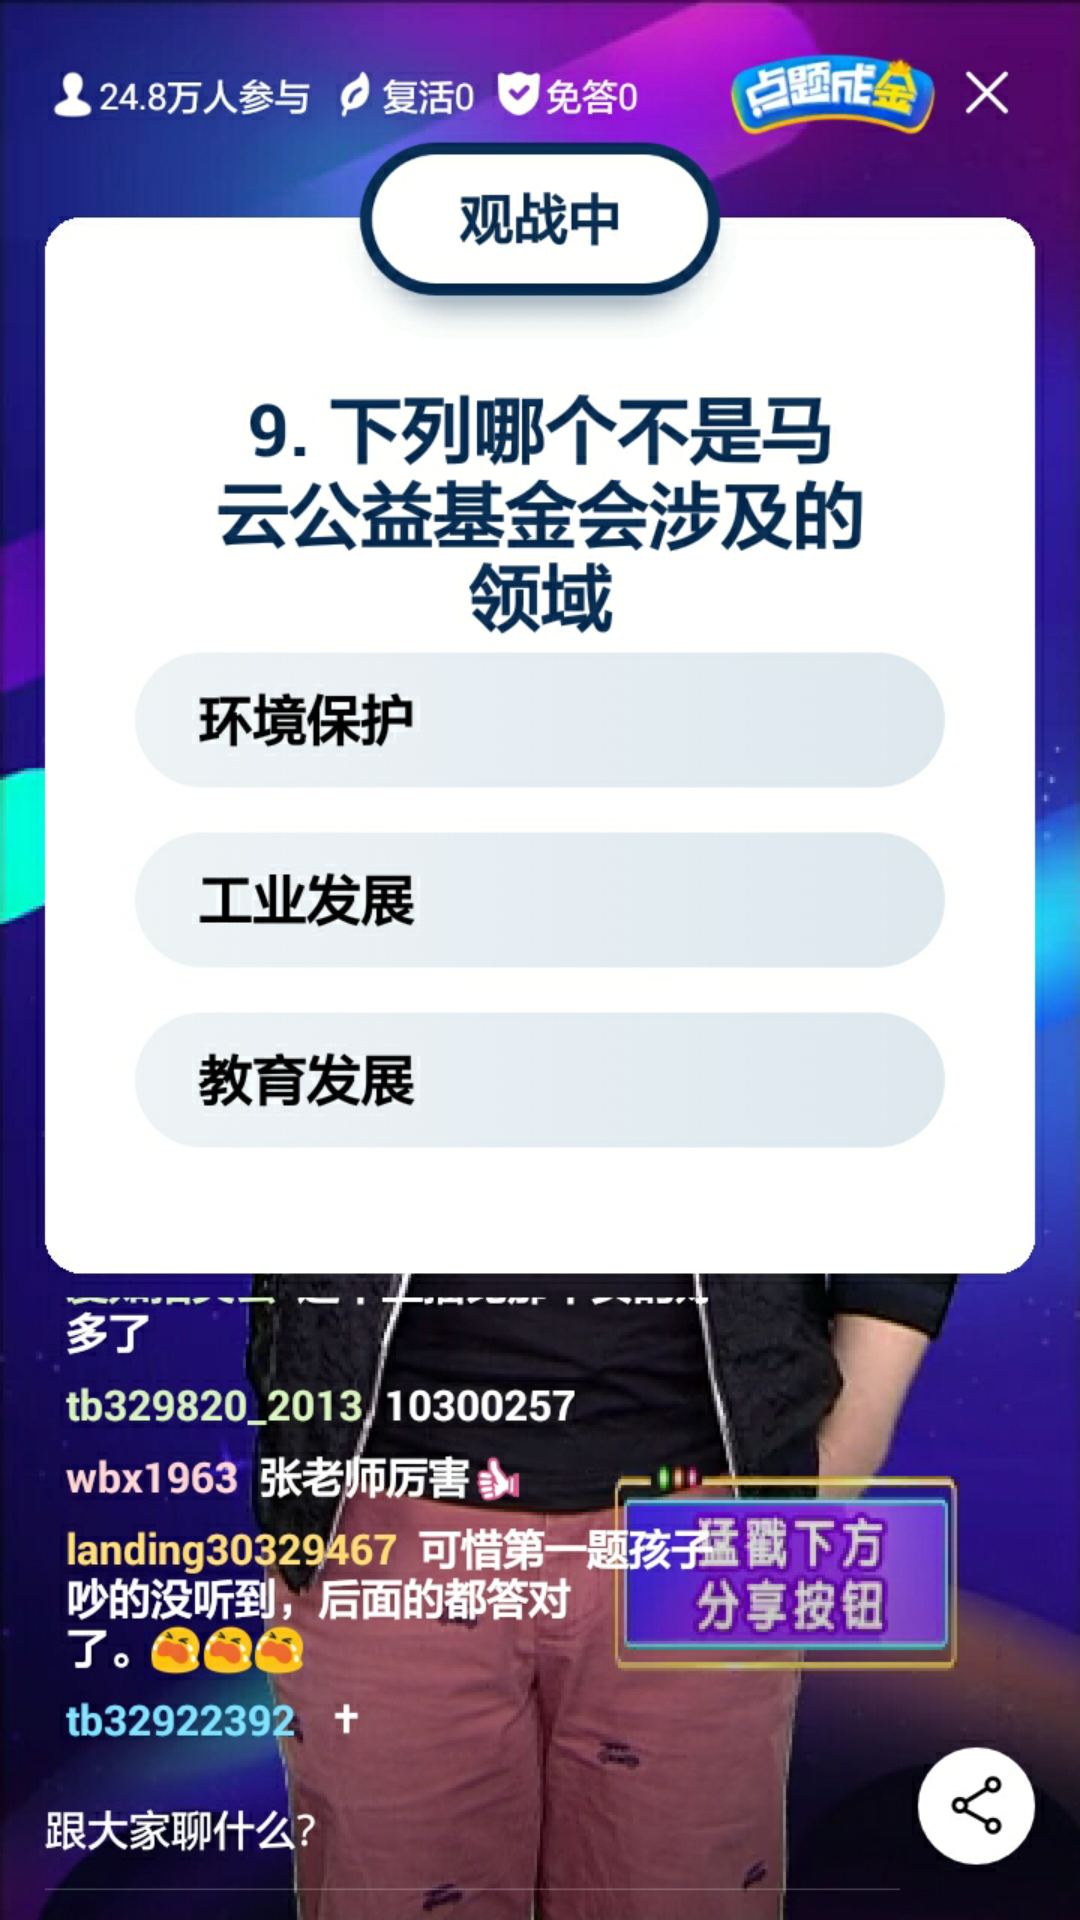 24.8万人参与 复活0 免答0 点题成金
观战中
9. 下列哪个不是马
云公益基金会涉及的
领域
环境保护
工业发展
教育发展
多了
tb329820_2013 10300257
wbx1963 张老师厉害👍
landing30329467 可惜第一题孩子
吵的没听到，后面的都答对
了。😭😭😭
猛戳下方
分享按钮
tb32922392 +
跟大家聊什么?